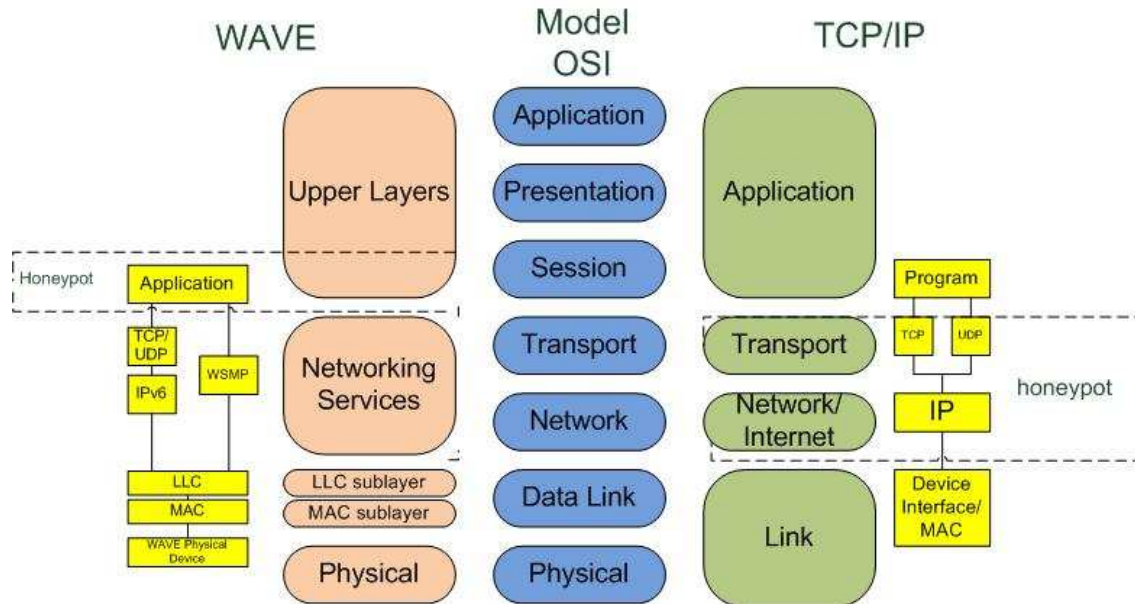 WAVE
Model
OSI
TCP/IP
Upper Layers
Application
Presentation
Session
Application
Honeypot
Application
Program
TCP/
UDP
WSMP
IPv6
Networking
Services
Transport
Network
Transport
Network/
Internet
TCP
UDP
IP
honeypot
LLC
MAC
WAVE Physical
Device
LLC sublayer
MAC sublayer
Physical
Data Link
Physical
Link
Device
Interface/
MAC